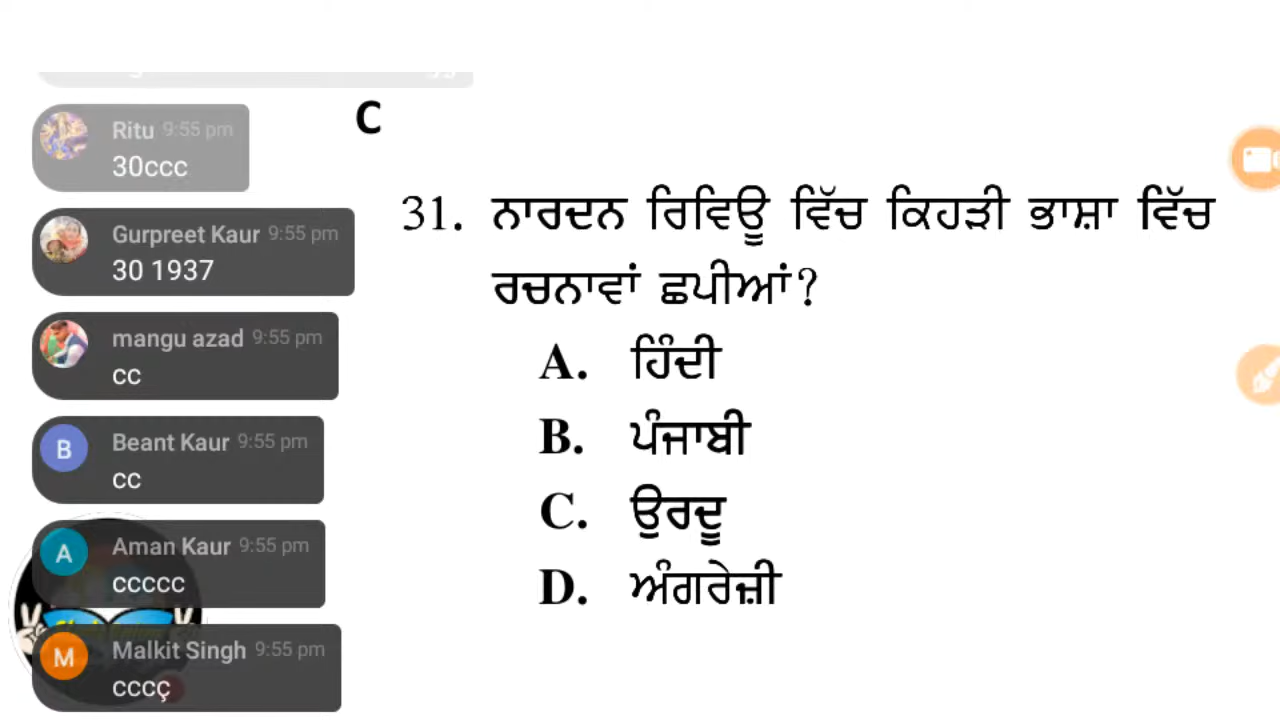 Ritu 9:55 pm
30ccc
Gurpreet Kaur 9:55 pm
30 1937
mangu azad 9:55 pm
cc
B
Beant Kaur 9:55 pm
cc
A
Aman Kaur 9:55 pm
ccccc
M
Malkit Singh 9:55 pm
ccccç
C
31. ਨਾਰਦਨ ਰਿਵਿਊ ਵਿੱਚ ਕਿਹੜੀ ਭਾਸ਼ਾ ਵਿੱਚ
ਰਚਨਾਵਾਂ ਛਪੀਆਂ?
A. ਹਿੰਦੀ
B. ਪੰਜਾਬੀ
C. ਉਰਦੂ
D. ਅੰਗਰੇਜ਼ੀ